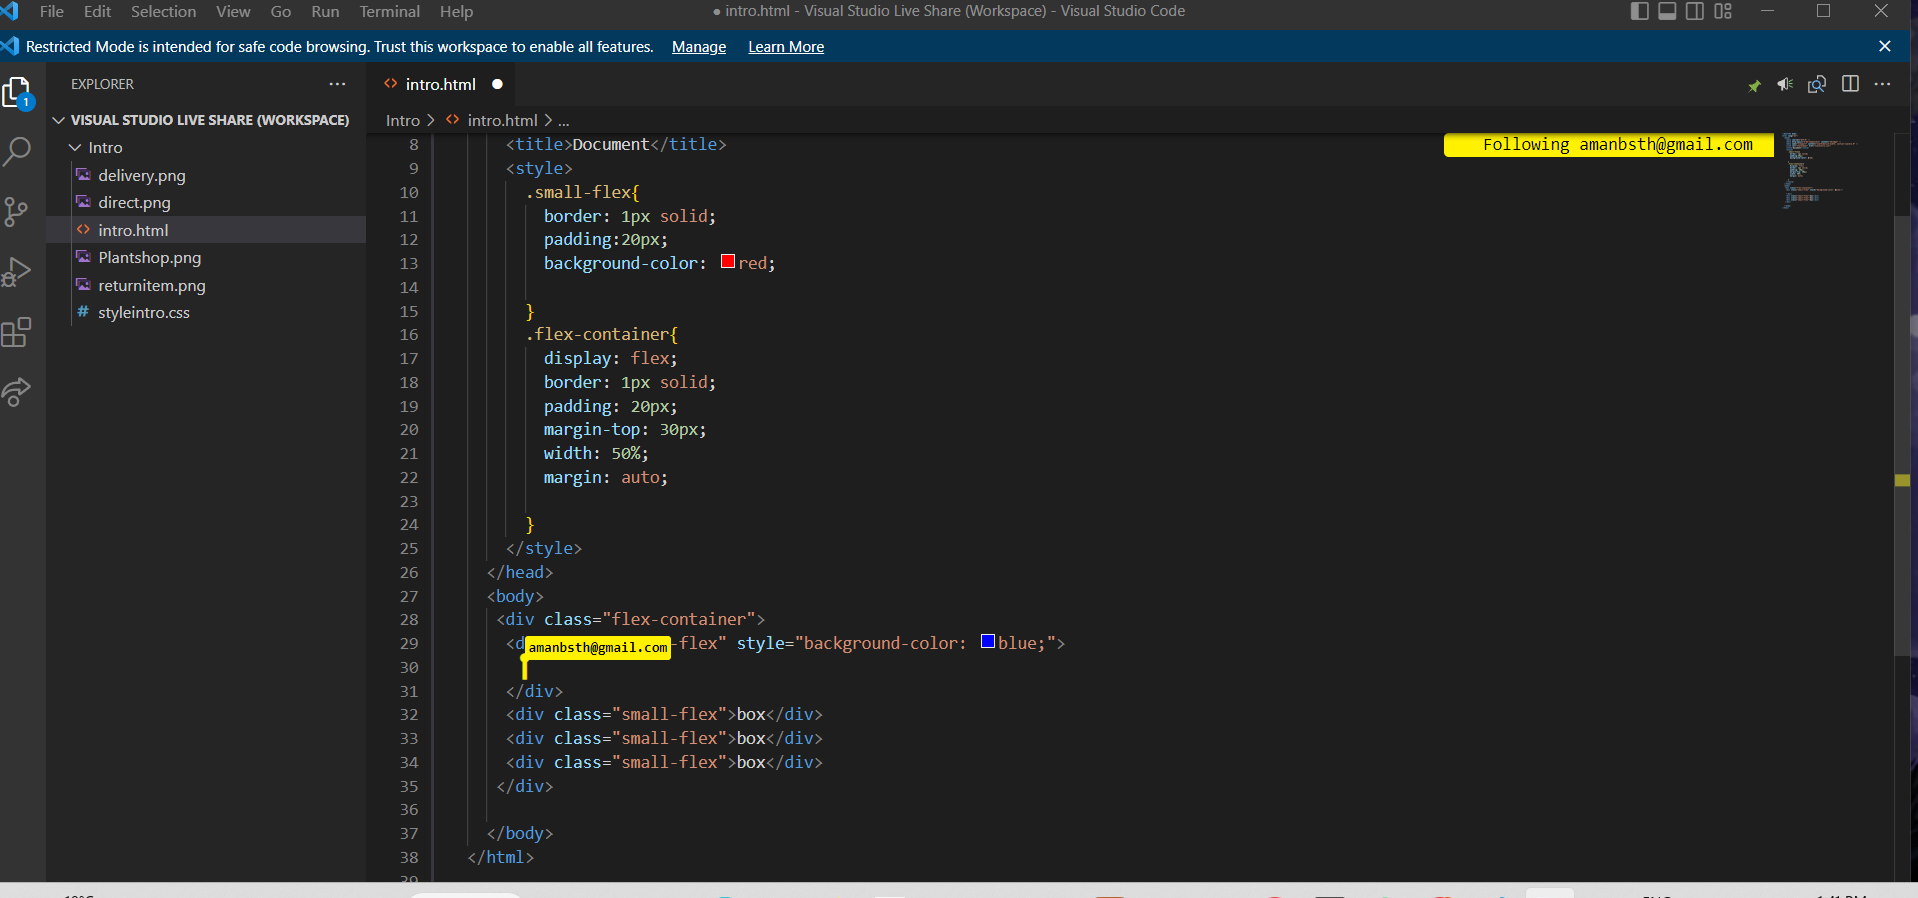 File Edit Selection View Go Run Terminal Help
● intro.html - Visual Studio Live Share (Workspace) - Visual Studio Code
Restricted Mode is intended for safe code browsing. Trust this workspace to enable all features. Manage Learn More
EXPLORER
1
VISUAL STUDIO LIVE SHARE (WORKSPACE)
Intro
delivery.png
direct.png
intro.html
Plantshop.png
returnitem.png
styleintro.css
intro.html
Intro > intro.html > ...
Following amanbsth@gmail.com
8 <title>Document</title>
9 <style>
10 .small-flex{
11 border: 1px solid;
12 padding:20px;
13 background-color: red;
14
15 }
16 .flex-container{
17 display: flex;
18 border: 1px solid;
19 padding: 20px;
20 margin-top: 30px;
21 width: 50%;
22 margin: auto;
23
24 }
25 </style>
26 </head>
27 <body>
28 <div class="flex-container">
29 <d amanbsth@gmail.com -flex" style="background-color: blue;">
30
31 </div>
32 <div class="small-flex">box</div>
33 <div class="small-flex">box</div>
34 <div class="small-flex">box</div>
35 </div>
36
37 </body>
38 </html>
39